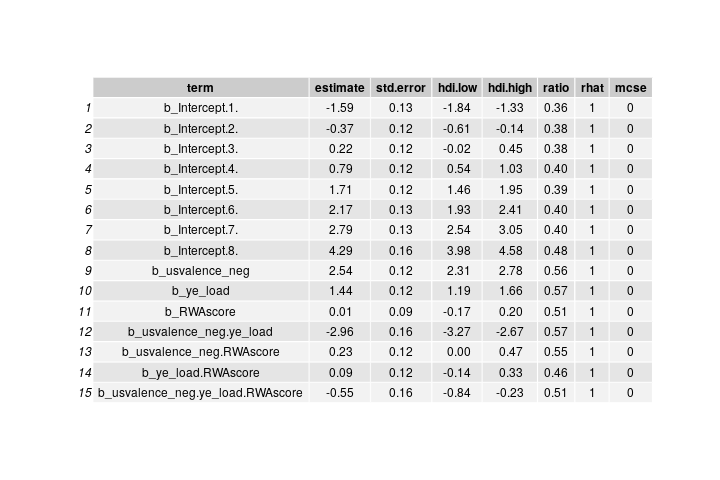 term estimate std.error hdi.low hdi.high ratio rhat mcse
1 b_Intercept.1. -1.59 0.13 -1.84 -1.33 0.36 1 0
2 b_Intercept.2. -0.37 0.12 -0.61 -0.14 0.38 1 0
3 b_Intercept.3. 0.22 0.12 -0.02 0.45 0.38 1 0
4 b_Intercept.4. 0.79 0.12 0.54 1.03 0.40 1 0
5 b_Intercept.5. 1.71 0.12 1.46 1.95 0.39 1 0
6 b_Intercept.6. 2.17 0.13 1.93 2.41 0.40 1 0
7 b_Intercept.7. 2.79 0.13 2.54 3.05 0.40 1 0
8 b_Intercept.8. 4.29 0.16 3.98 4.58 0.48 1 0
9 b_usvalence_neg 2.54 0.12 2.31 2.78 0.56 1 0
10 b_ye_load 1.44 0.12 1.19 1.66 0.57 1 0
11 b_RWAscore 0.01 0.09 -0.17 0.20 0.51 1 0
12 b_usvalence_neg.ye_load -2.96 0.16 -3.27 -2.67 0.57 1 0
13 b_usvalence_neg.RWAscore 0.23 0.12 0.00 0.47 0.55 1 0
14 b_ye_load.RWAscore 0.09 0.12 -0.14 0.33 0.46 1 0
15 b_usvalence_neg.ye_load.RWAscore -0.55 0.16 -0.84 -0.23 0.51 1 0